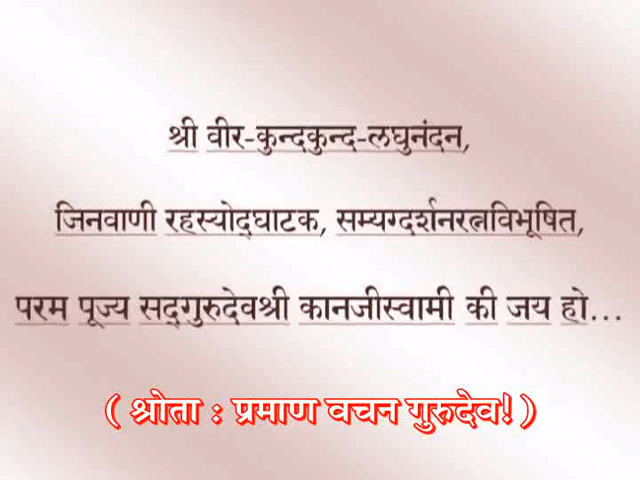 श्री वीर-कुन्दकुन्द-लघुनंदन,
जिनवाणी रहस्योद्घाटक, सम्यग्दर्शनरत्नविभूषित,
परम पूज्य सद्गुरुदेवश्री कानजीस्वामी की जय हो...
( श्रोता : प्रमाण वचन गुरुदेव! )